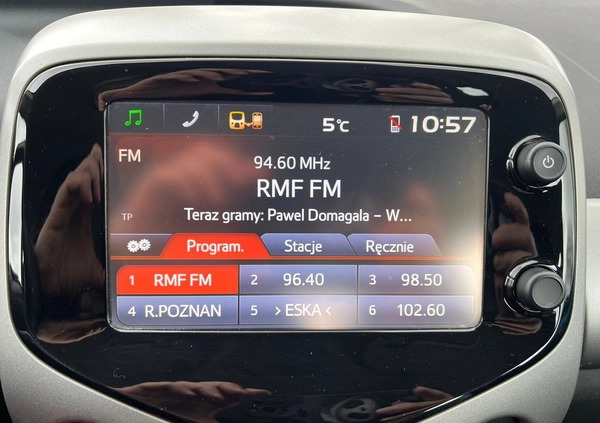 5°C 10:57
FM
94.60 MHz
RMF FM
TP Teraz gramy: Pawel Domagala - W...
Program. Stacje Ręcznie
1 RMF FM 2 96.40 3 98.50
4 R.POZNAN 5 > ESKA < 6 102.60